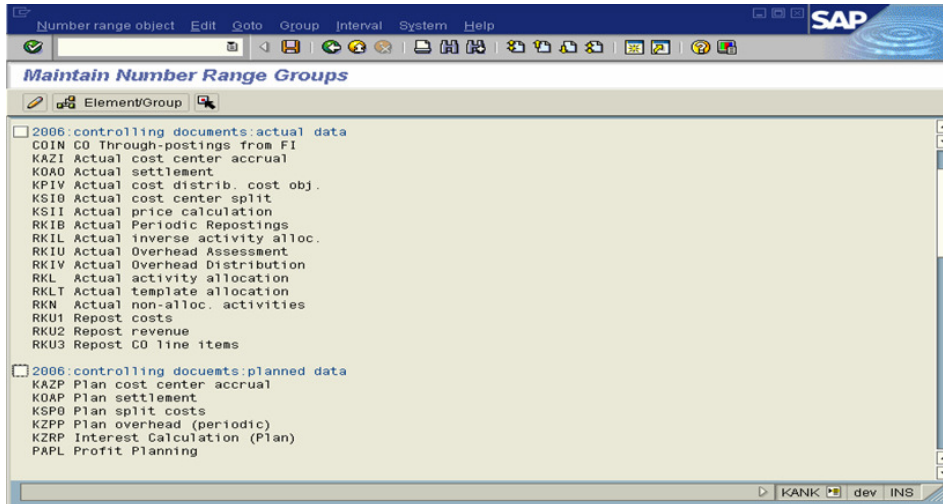 Number range object Edit Goto Group Interval System Help
SAP
Maintain Number Range Groups
Element/Group
2006:controlling documents:actual data
COIN CO Through-postings from FI
KAZI Actual cost center accrual
KOAO Actual settlement
KPIV Actual cost distrib. cost obj.
KSI0 Actual cost center split
KSII Actual price calculation
RKIB Actual Periodic Repostings
RKIL Actual inverse activity alloc.
RKIU Actual Overhead Assessment
RKIV Actual Overhead Distribution
RKL Actual activity allocation
RKLT Actual template allocation
RKN Actual non-alloc. activities
RKU1 Repost costs
RKU2 Repost revenue
RKU3 Repost CO line items
2006:controlling docuemts:planned data
KAZP Plan cost center accrual
KOAP Plan settlement
KSP0 Plan split costs
KZPP Plan overhead (periodic)
KZRP Interest Calculation (Plan)
PAPL Profit Planning
KANK dev INS